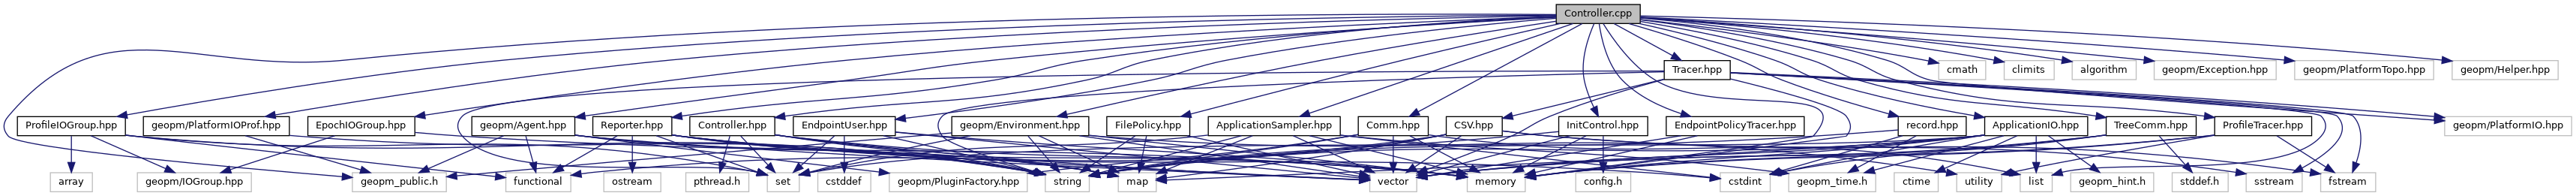 Controller.cpp
Tracer.hpp
cmath
climits
algorithm
geopm/Exception.hpp
geopm/PlatformTopo.hpp
geopm/Helper.hpp
ProfileIOGroup.hpp
geopm/PlatformIOProf.hpp
EpochIOGroup.hpp
geopm/Agent.hpp
Reporter.hpp
Controller.hpp
EndpointUser.hpp
geopm/Environment.hpp
FilePolicy.hpp
ApplicationSampler.hpp
Comm.hpp
CSV.hpp
InitControl.hpp
EndpointPolicyTracer.hpp
record.hpp
ApplicationIO.hpp
TreeComm.hpp
ProfileTracer.hpp
geopm/PlatformIO.hpp
array
geopm/IOGroup.hpp
geopm_public.h
functional
ostream
pthread.h
set
cstddef
geopm/PluginFactory.hpp
string
map
vector
memory
config.h
cstdint
geopm_time.h
ctime
utility
list
geopm_hint.h
stddef.h
sstream
fstream